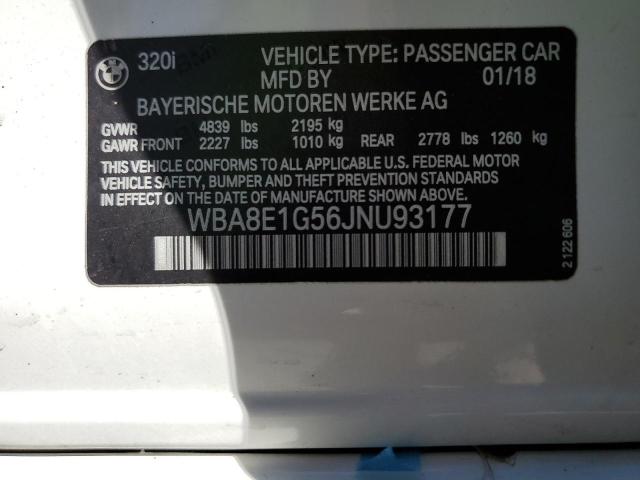 320i VEHICLE TYPE: PASSENGER CAR
MFD BY 01/18
BAYERISCHE MOTOREN WERKE AG
GVWR 4839 lbs 2195 kg
GAWR FRONT 2227 lbs 1010 kg REAR 2778 lbs 1260 kg
THIS VEHICLE CONFORMS TO ALL APPLICABLE U.S. FEDERAL MOTOR
VEHICLE SAFETY, BUMPER AND THEFT PREVENTION STANDARDS
IN EFFECT ON THE DATE OF MANUFACTURE SHOWN ABOVE.
WBA8E1G56JNU93177
2 122 606